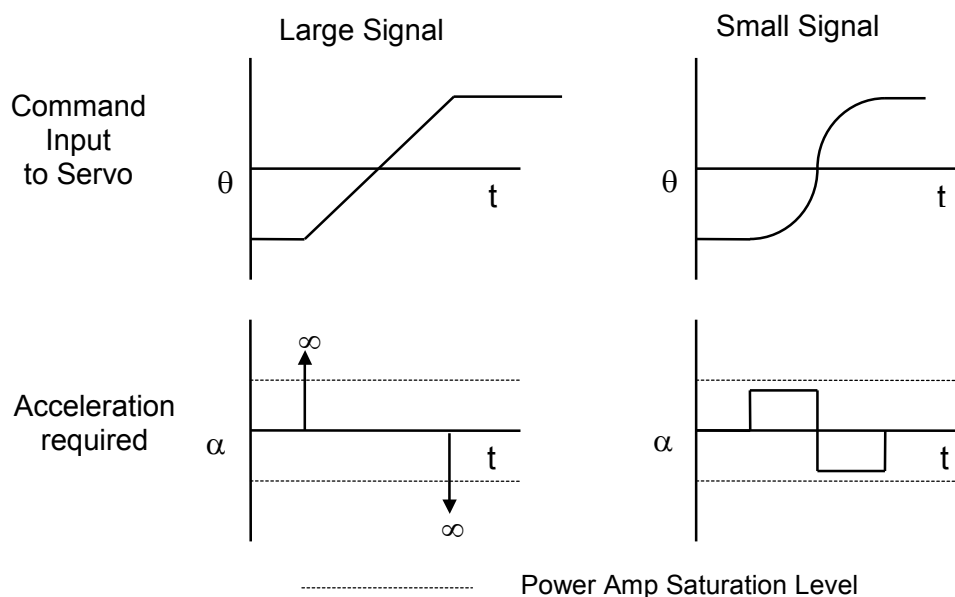 Large Signal
Small Signal
Command
Input
to Servo
θ
t
θ
t
∞
∞
Acceleration
required
α
t
α
t
Power Amp Saturation Level